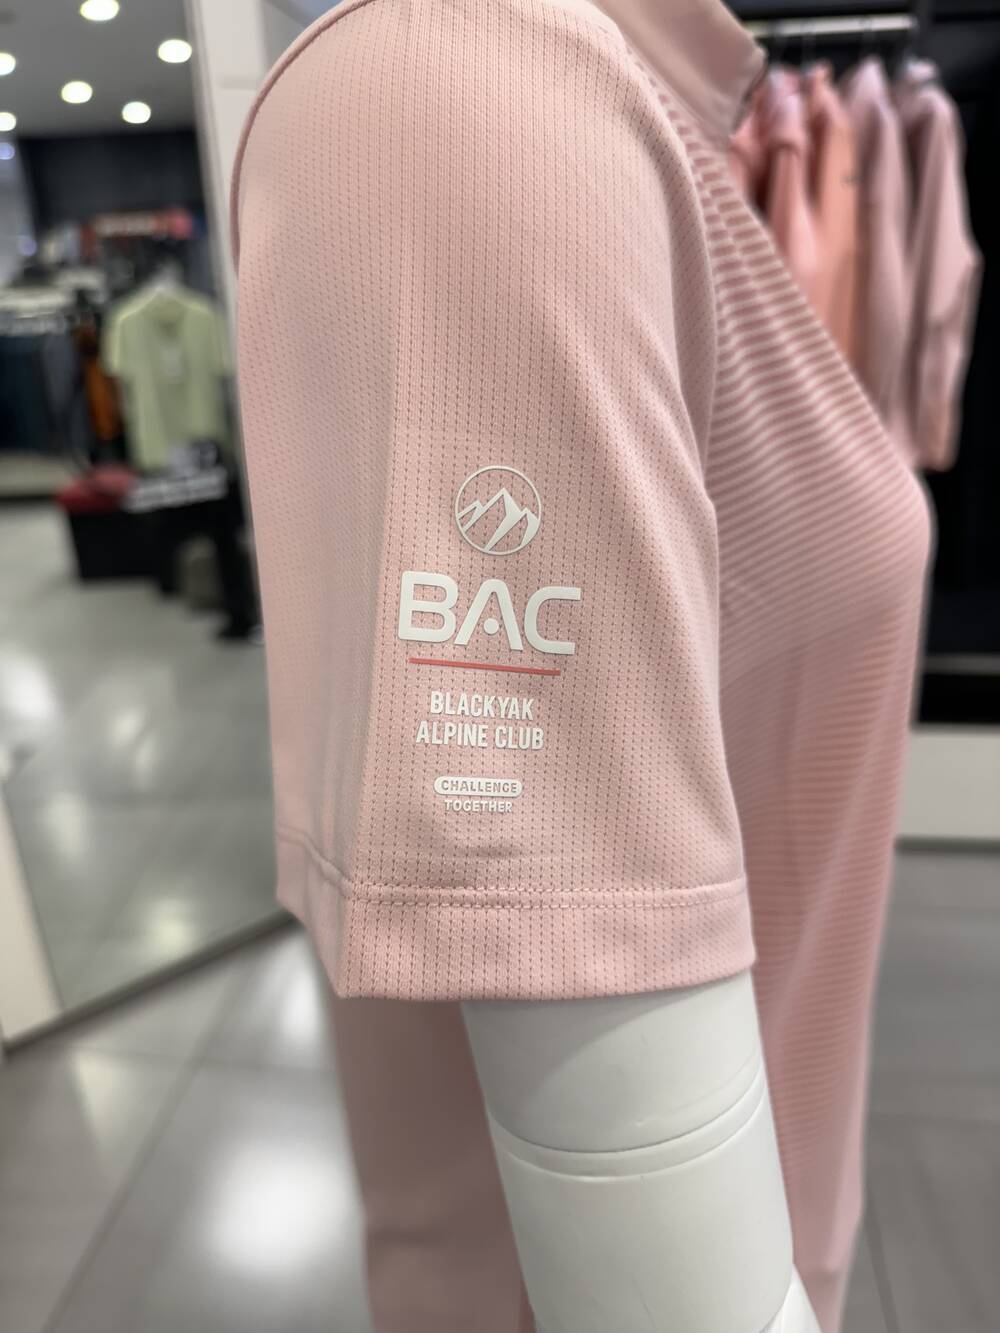 BAC
BLACKYAK
ALPINE CLUB
CHALLENGE
TOGETHER